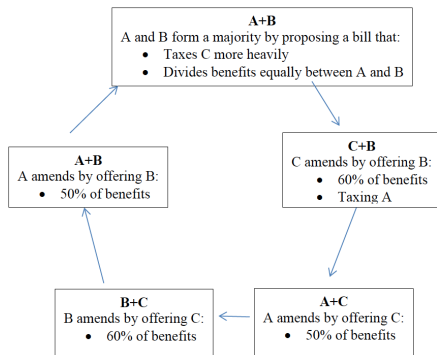 A+B
A and B form a majority by proposing a bill that:
• Taxes C more heavily
• Divides benefits equally between A and B
C+B
C amends by offering B:
• 60% of benefits
• Taxing A
A+C
A amends by offering C:
• 50% of benefits
B+C
B amends by offering C:
• 60% of benefits
A+B
A amends by offering B:
• 50% of benefits